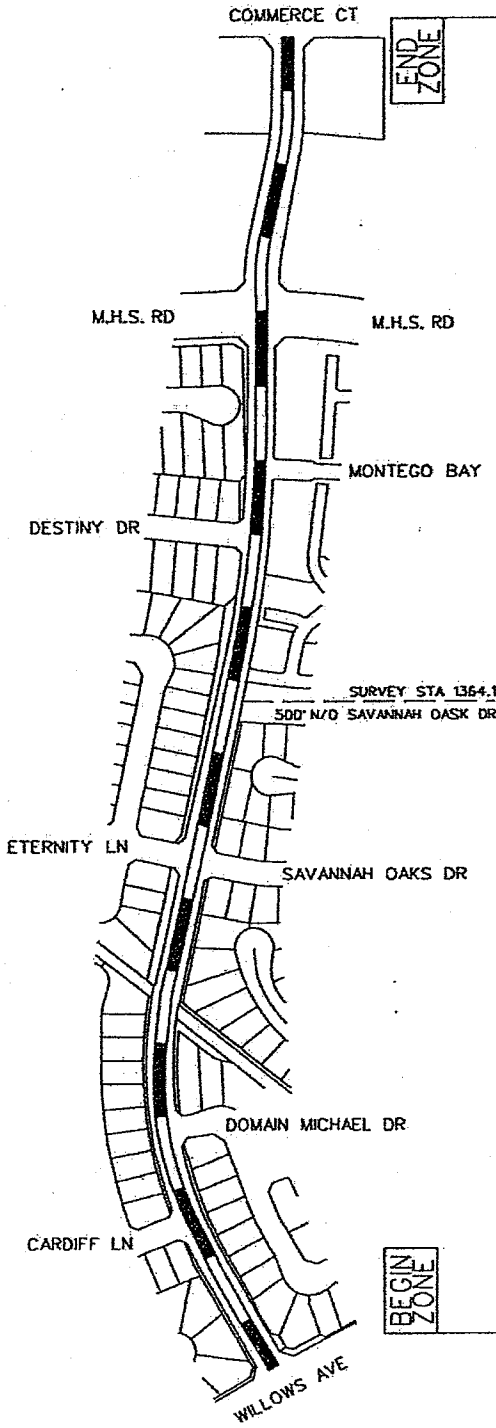 COMMERCE CT
END
ZONE
M.H.S. RD
M.H.S. RD
MONTEGO BAY
DESTINY DR
SURVEY STA 1364.1
500' N/O SAVANNAH OASK DR
ETERNITY LN
SAVANNAH OAKS DR
DOMAIN MICHAEL DR
CARDIFF LN
BEGIN
ZONE
WILLOWS AVE